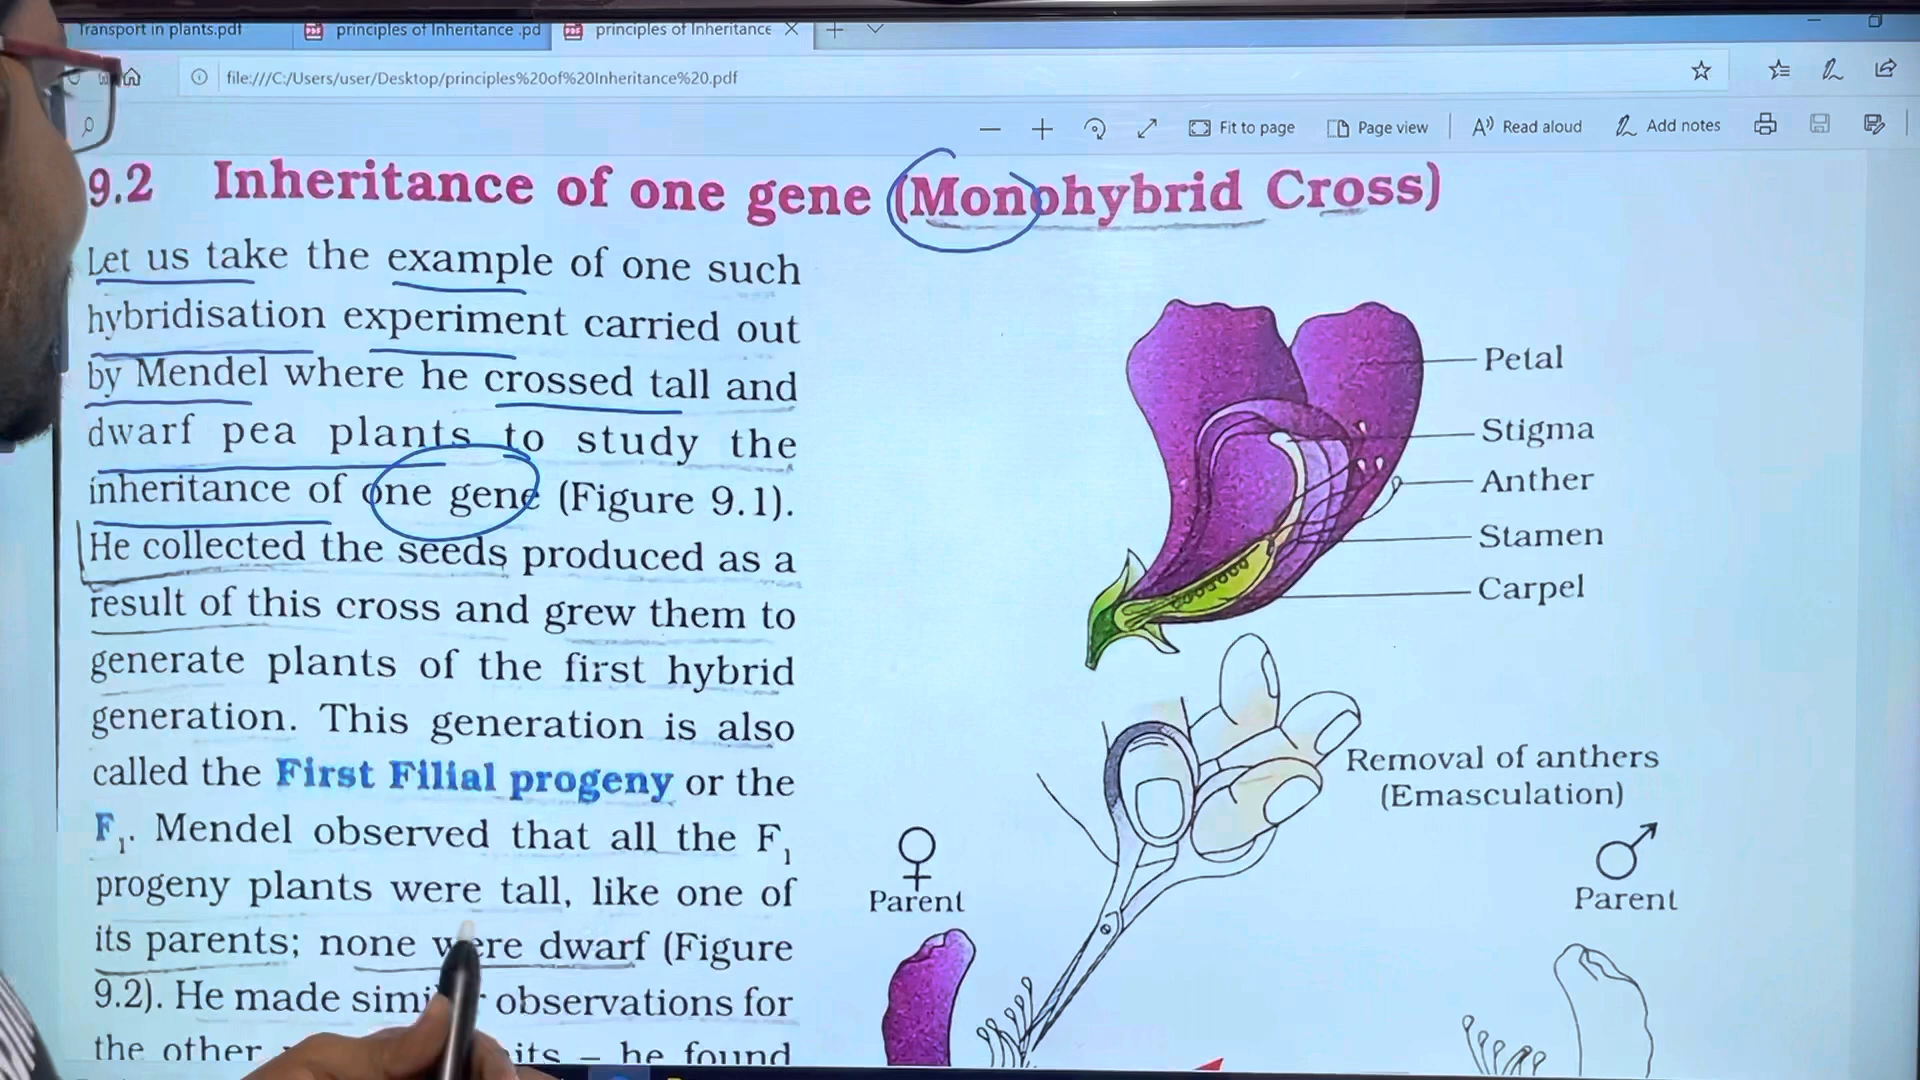 Transport in plants.pdf
principles of Inheritance .pd
principles of Inheritance
file:///C:/Users/user/Desktop/principles%20of%20Inheritance%20.pdf
Fit to page
Page view
Read aloud
Add notes
9.2 Inheritance of one gene (Monohybrid Cross)
Let us take the example of one such
hybridisation experiment carried out
by Mendel where he crossed tall and
dwarf pea plants to study the
inheritance of one gene (Figure 9.1).
He collected the seeds produced as a
result of this cross and grew them to
generate plants of the first hybrid
generation. This generation is also
called the First Filial progeny or the
F1. Mendel observed that all the F1
progeny plants were tall, like one of
its parents; none were dwarf (Figure
9.2). He made observations for
the other – he found
Petal
Stigma
Anther
Stamen
Carpel
Removal of anthers
(Emasculation)
Parent
Parent